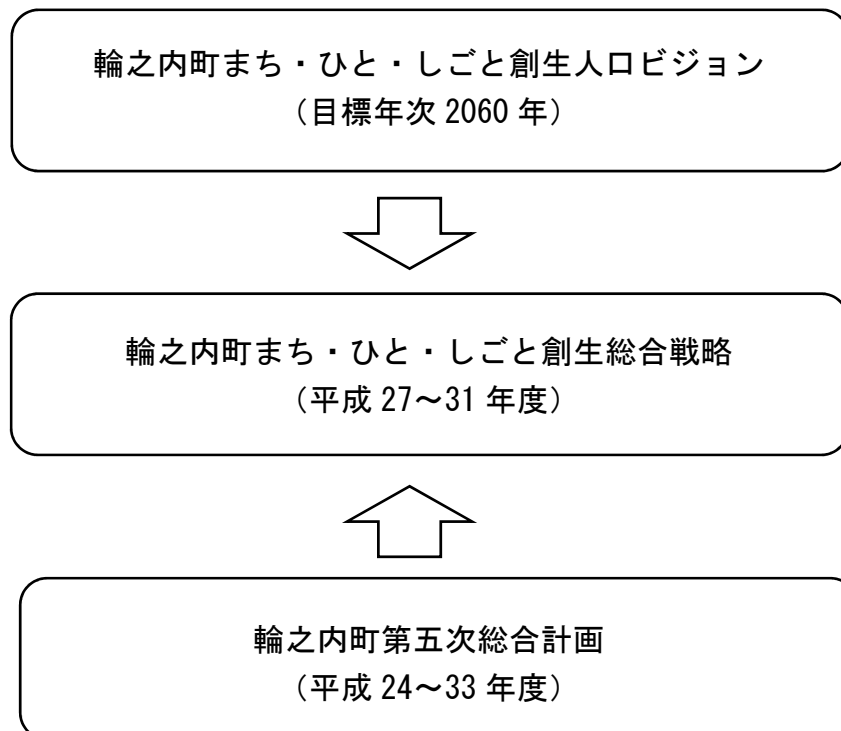 輪之内町まち・ひと・しごと創生人口ビジョン
（目標年次 2060 年）
輪之内町まち・ひと・しごと創生総合戦略
（平成 27～31 年度）
輪之内町第五次総合計画
（平成 24～33 年度）